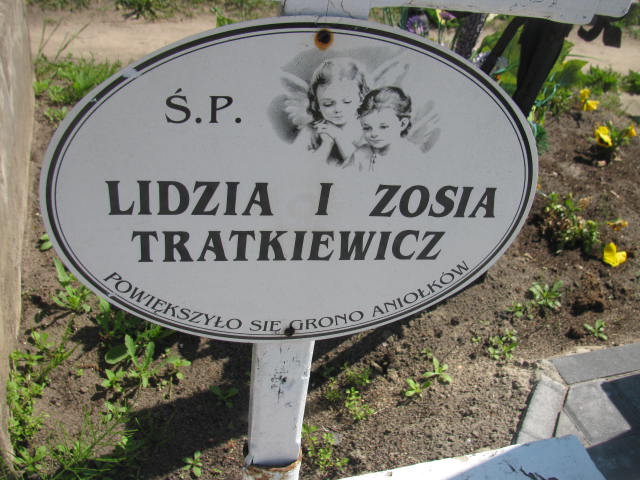 Ś.P.
LIDZIA I ZOSIA
TRATKIEWICZ
POWIĘKSZYŁO SIĘ GRONO ANIOŁKÓW